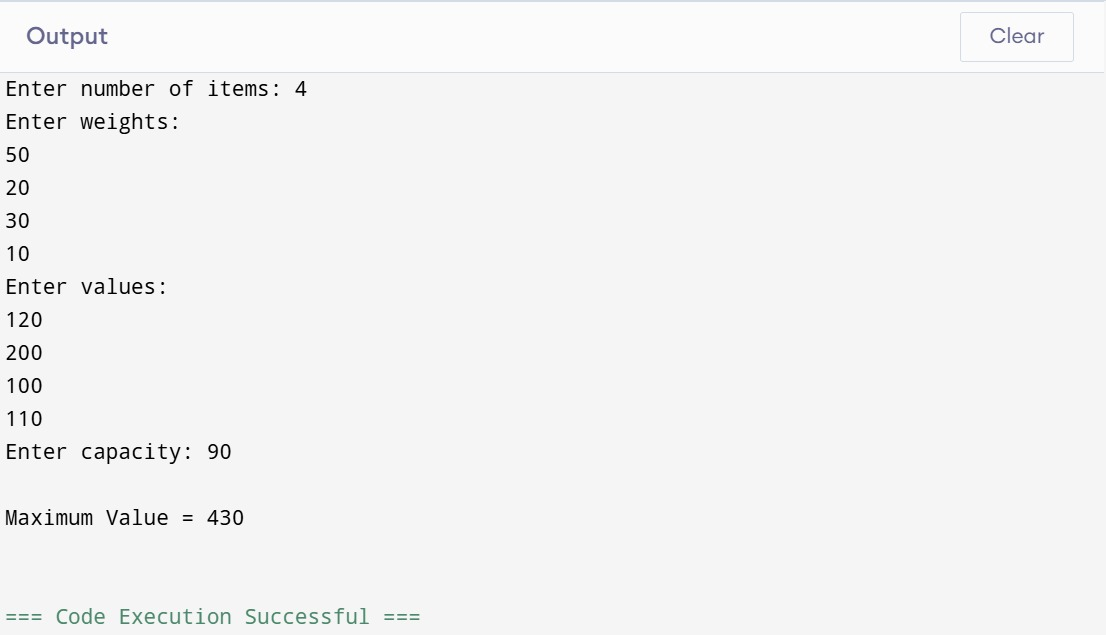 Output
Clear
Enter number of items: 4
Enter weights:
50
20
30
10
Enter values:
120
200
100
110
Enter capacity: 90
Maximum Value = 430
=== Code Execution Successful ===